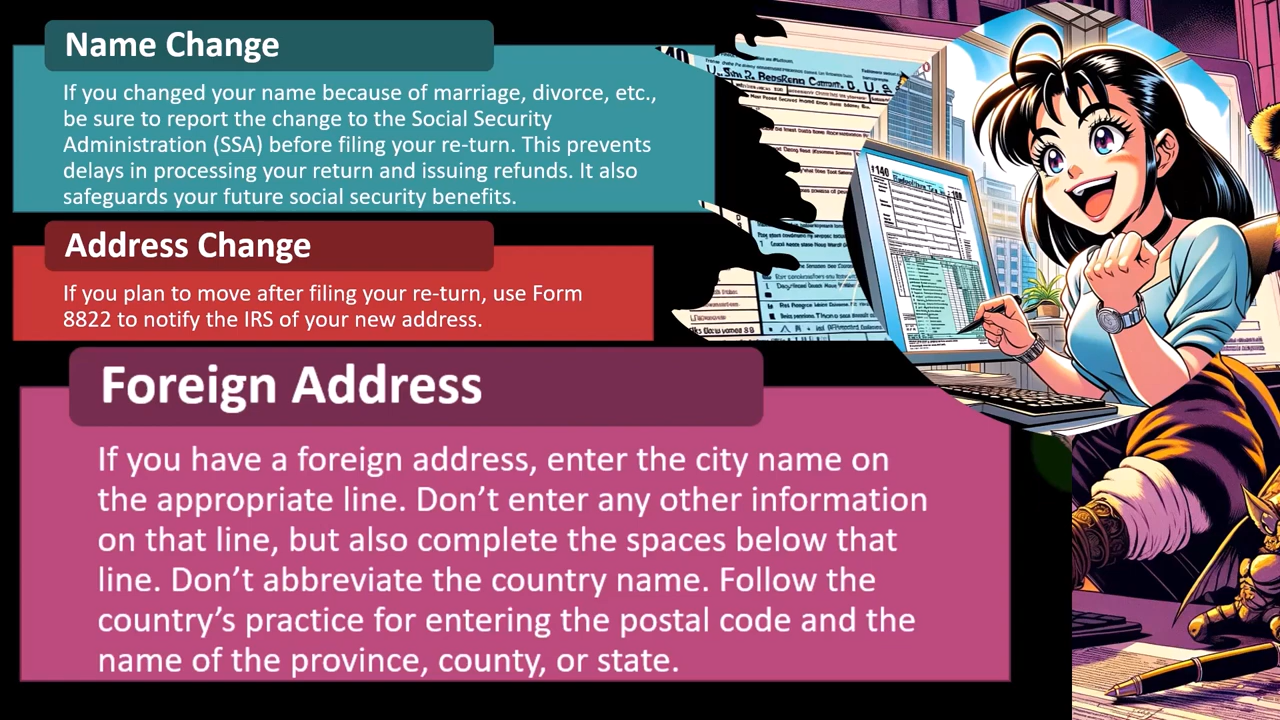 Name Change
If you changed your name because of marriage, divorce, etc.,
be sure to report the change to the Social Security
Administration (SSA) before filing your re-turn. This prevents
delays in processing your return and issuing refunds. It also
safeguards your future social security benefits.
Address Change
If you plan to move after filing your re-turn, use Form
8822 to notify the IRS of your new address.
Foreign Address
If you have a foreign address, enter the city name on
the appropriate line. Don’t enter any other information
on that line, but also complete the spaces below that
line. Don’t abbreviate the country name. Follow the
country’s practice for entering the postal code and the
name of the province, county, or state.